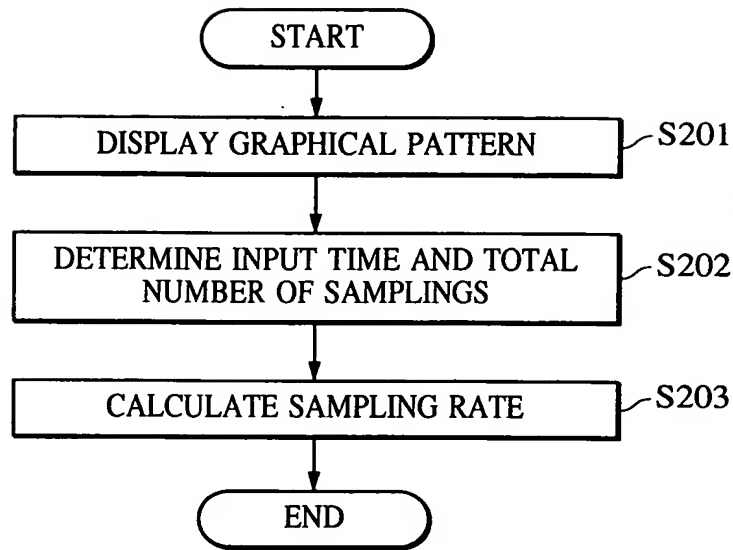 START
DISPLAY GRAPHICAL PATTERN
S201
DETERMINE INPUT TIME AND TOTAL
NUMBER OF SAMPLINGS
S202
CALCULATE SAMPLING RATE
S203
END